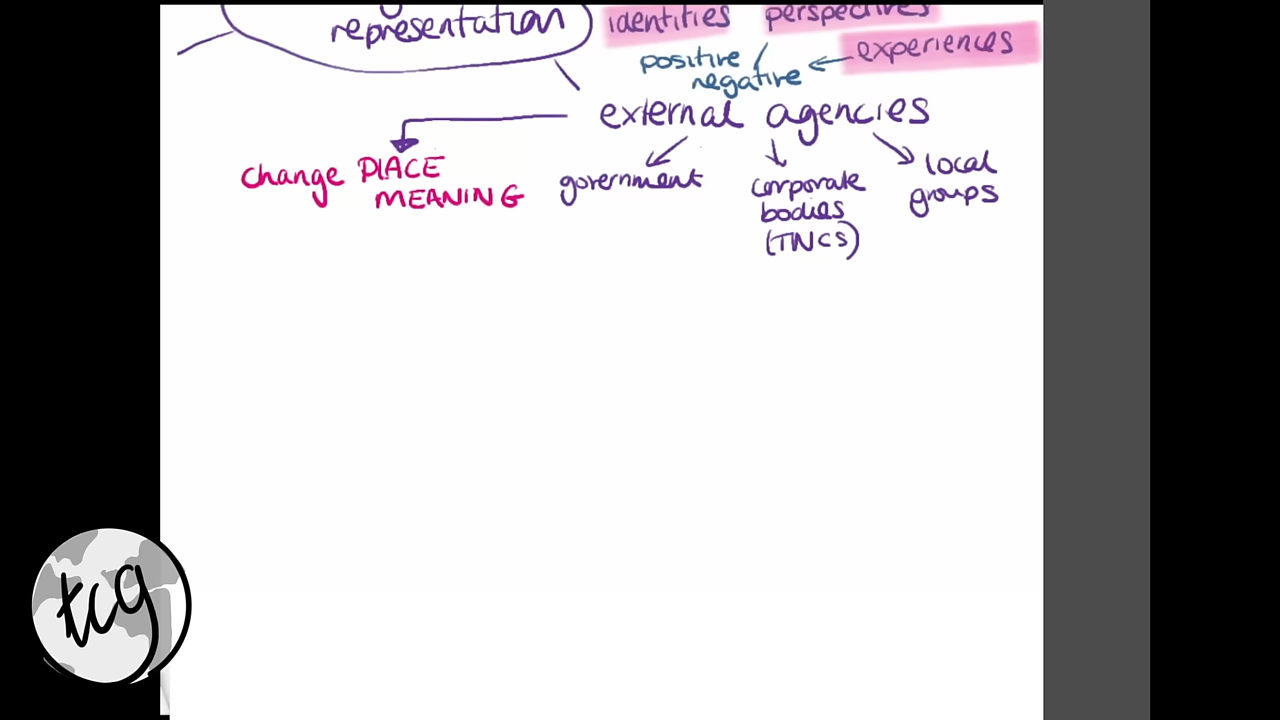 representation
identities perspectives
experiences
positive /
negative
external agencies
change PLACE
MEANING
government
corporate
bodies
(TNCS)
local
groups
tcg